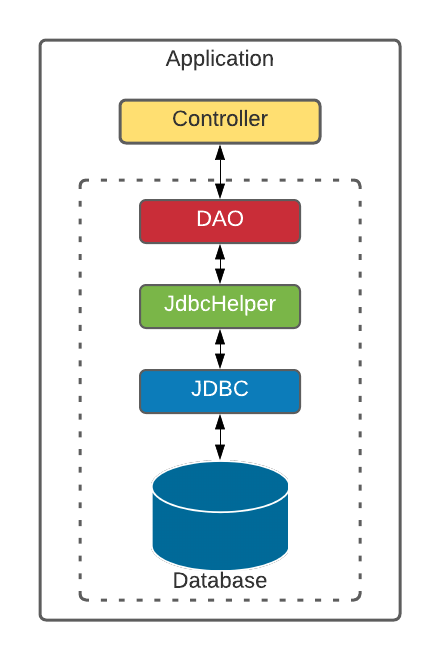 Application
Controller
DAO
JdbcHelper
JDBC
Database